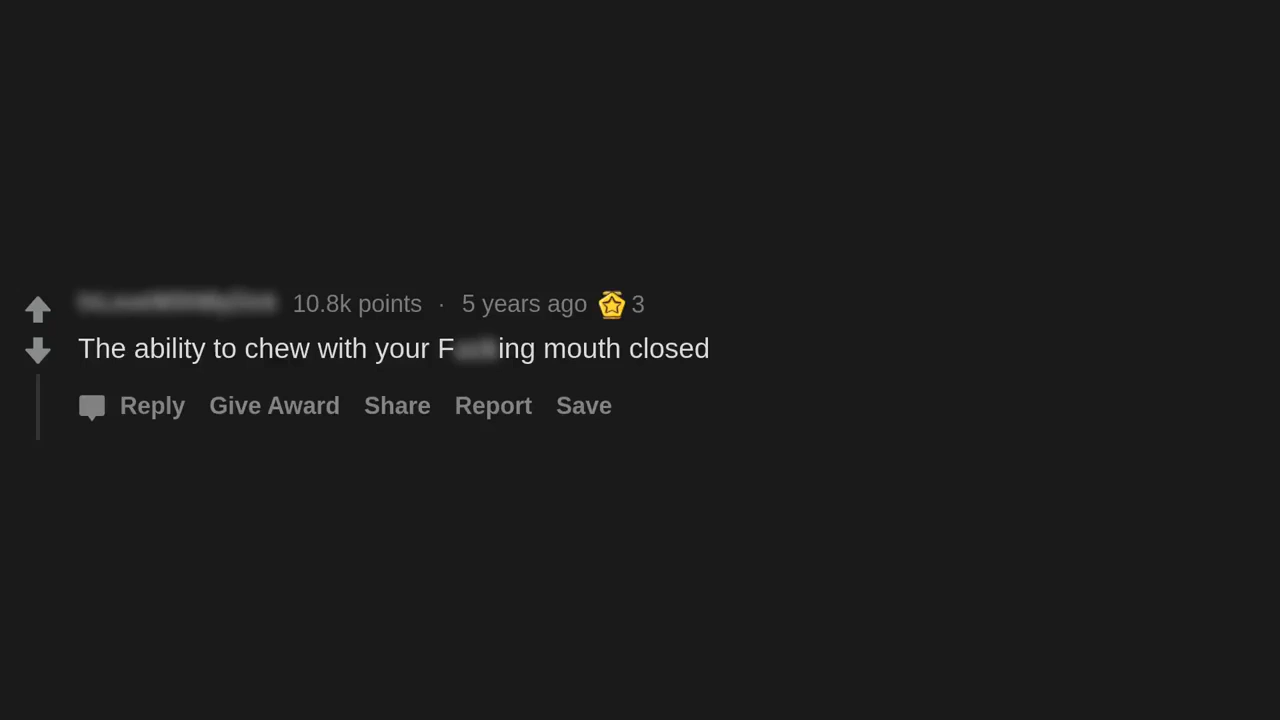 10.8k points · 5 years ago 3
The ability to chew with your F ing mouth closed
Reply Give Award Share Report Save